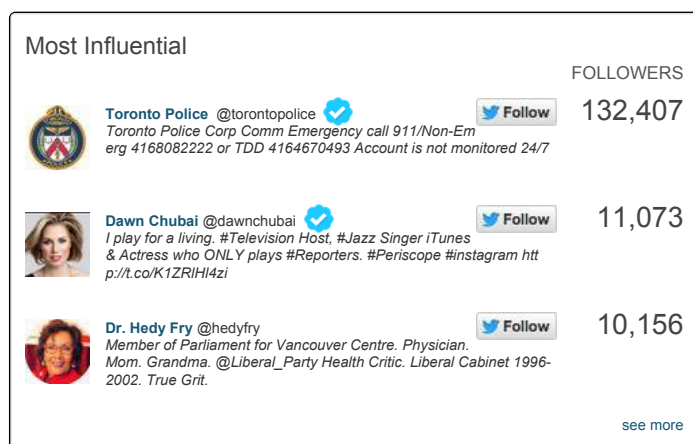 Most Influential
FOLLOWERS
Toronto Police @torontopolice
Follow
132,407
Toronto Police Corp Comm Emergency call 911/Non-Em
erg 4168082222 or TDD 4164670493 Account is not monitored 24/7
Dawn Chubai @dawnchubai
Follow
11,073
I play for a living. #Television Host, #Jazz Singer iTunes
& Actress who ONLY plays #Reporters. #Periscope #instagram htt
p://t.co/K1ZRlHl4zi
Dr. Hedy Fry @hedyfry
Follow
10,156
Member of Parliament for Vancouver Centre. Physician.
Mom. Grandma. @Liberal_Party Health Critic. Liberal Cabinet 1996-
2002. True Grit.
see more